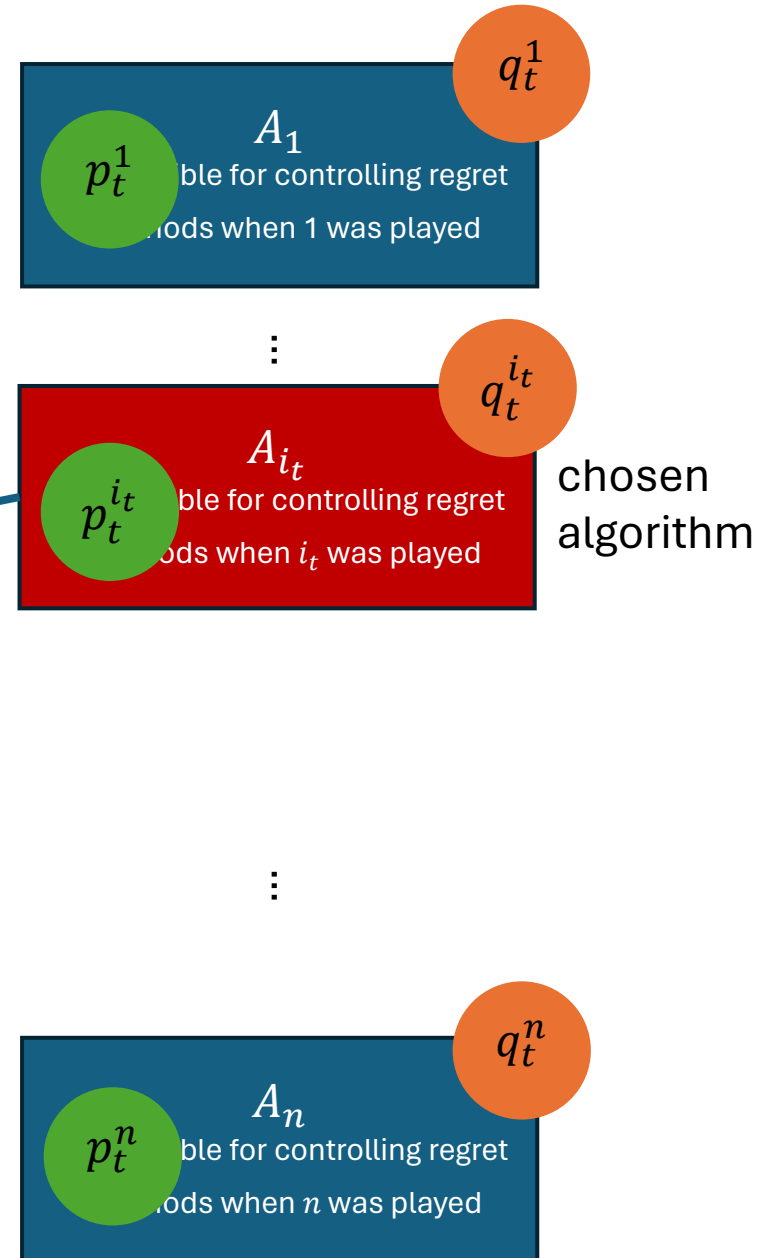 q_t^1
A_1
p_t^1 ble for controlling regret
ods when 1 was played
⋮
q_t^{i_t}
A_{i_t}
chosen
algorithm
p_t^{i_t} ble for controlling regret
ods when i_t was played
⋮
q_t^n
A_n
p_t^n ble for controlling regret
ods when n was played